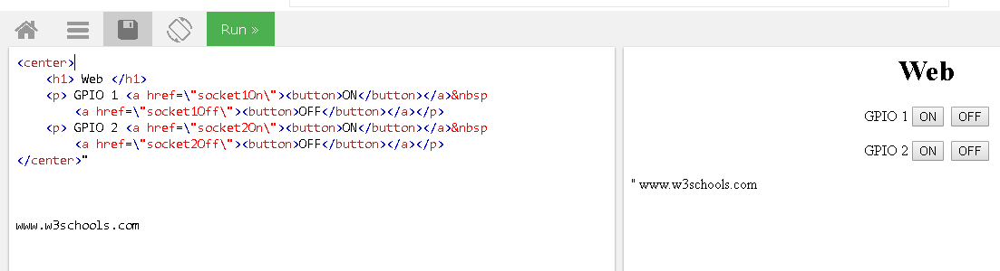 Run »
<center>
<h1> Web </h1>
<p> GPIO 1 <a href=\"socket1On\"><button>ON</button></a>&nbsp
<a href=\"socket1Off\"><button>OFF</button></a></p>
<p> GPIO 2 <a href=\"socket2On\"><button>ON</button></a>&nbsp
<a href=\"socket2Off\"><button>OFF</button></a></p>
</center>"
www.w3schools.com
Web
GPIO 1 ON OFF
GPIO 2 ON OFF
" www.w3schools.com